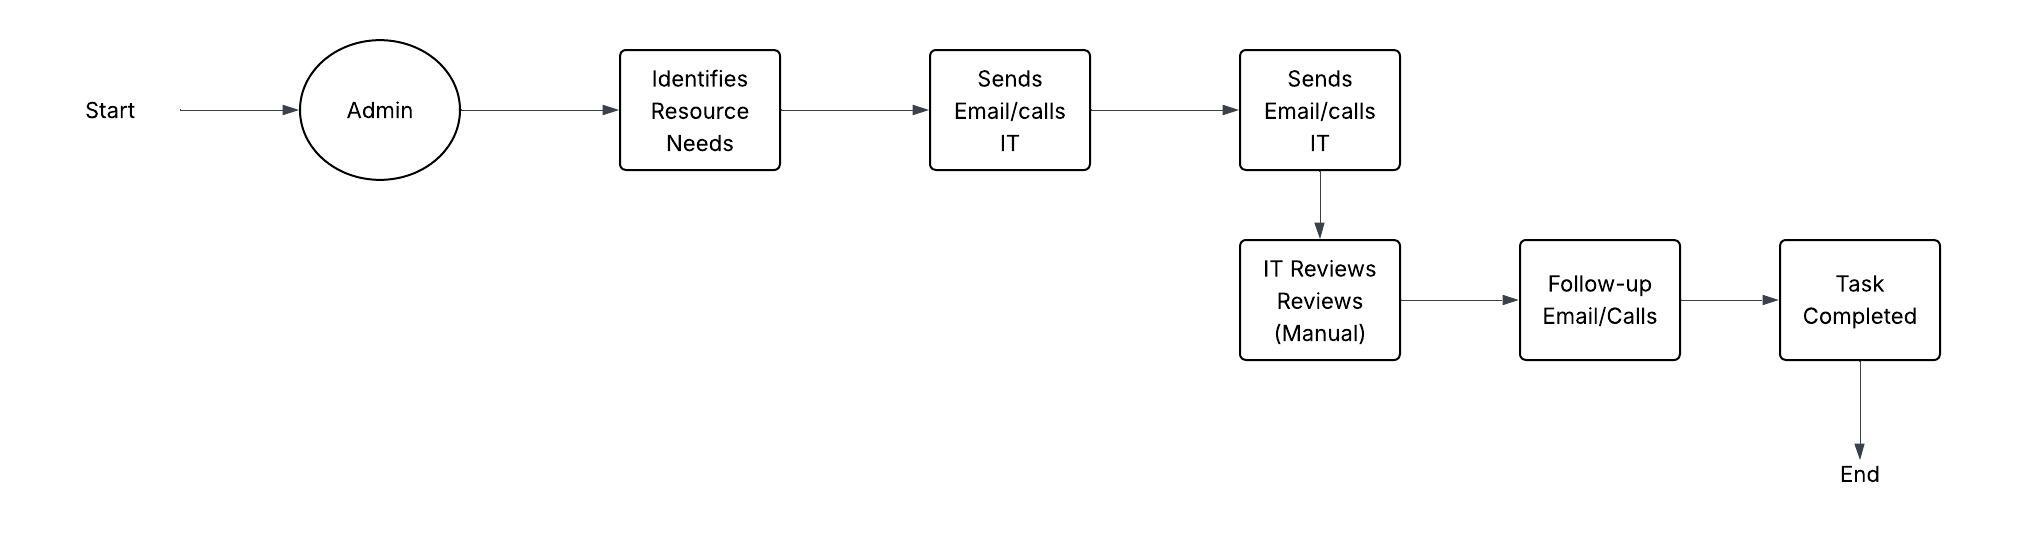 Start
Admin
Identifies
Resource
Needs
Sends
Email/calls
IT
Sends
Email/calls
IT
IT Reviews
Reviews
(Manual)
Follow-up
Email/Calls
Task
Completed
End